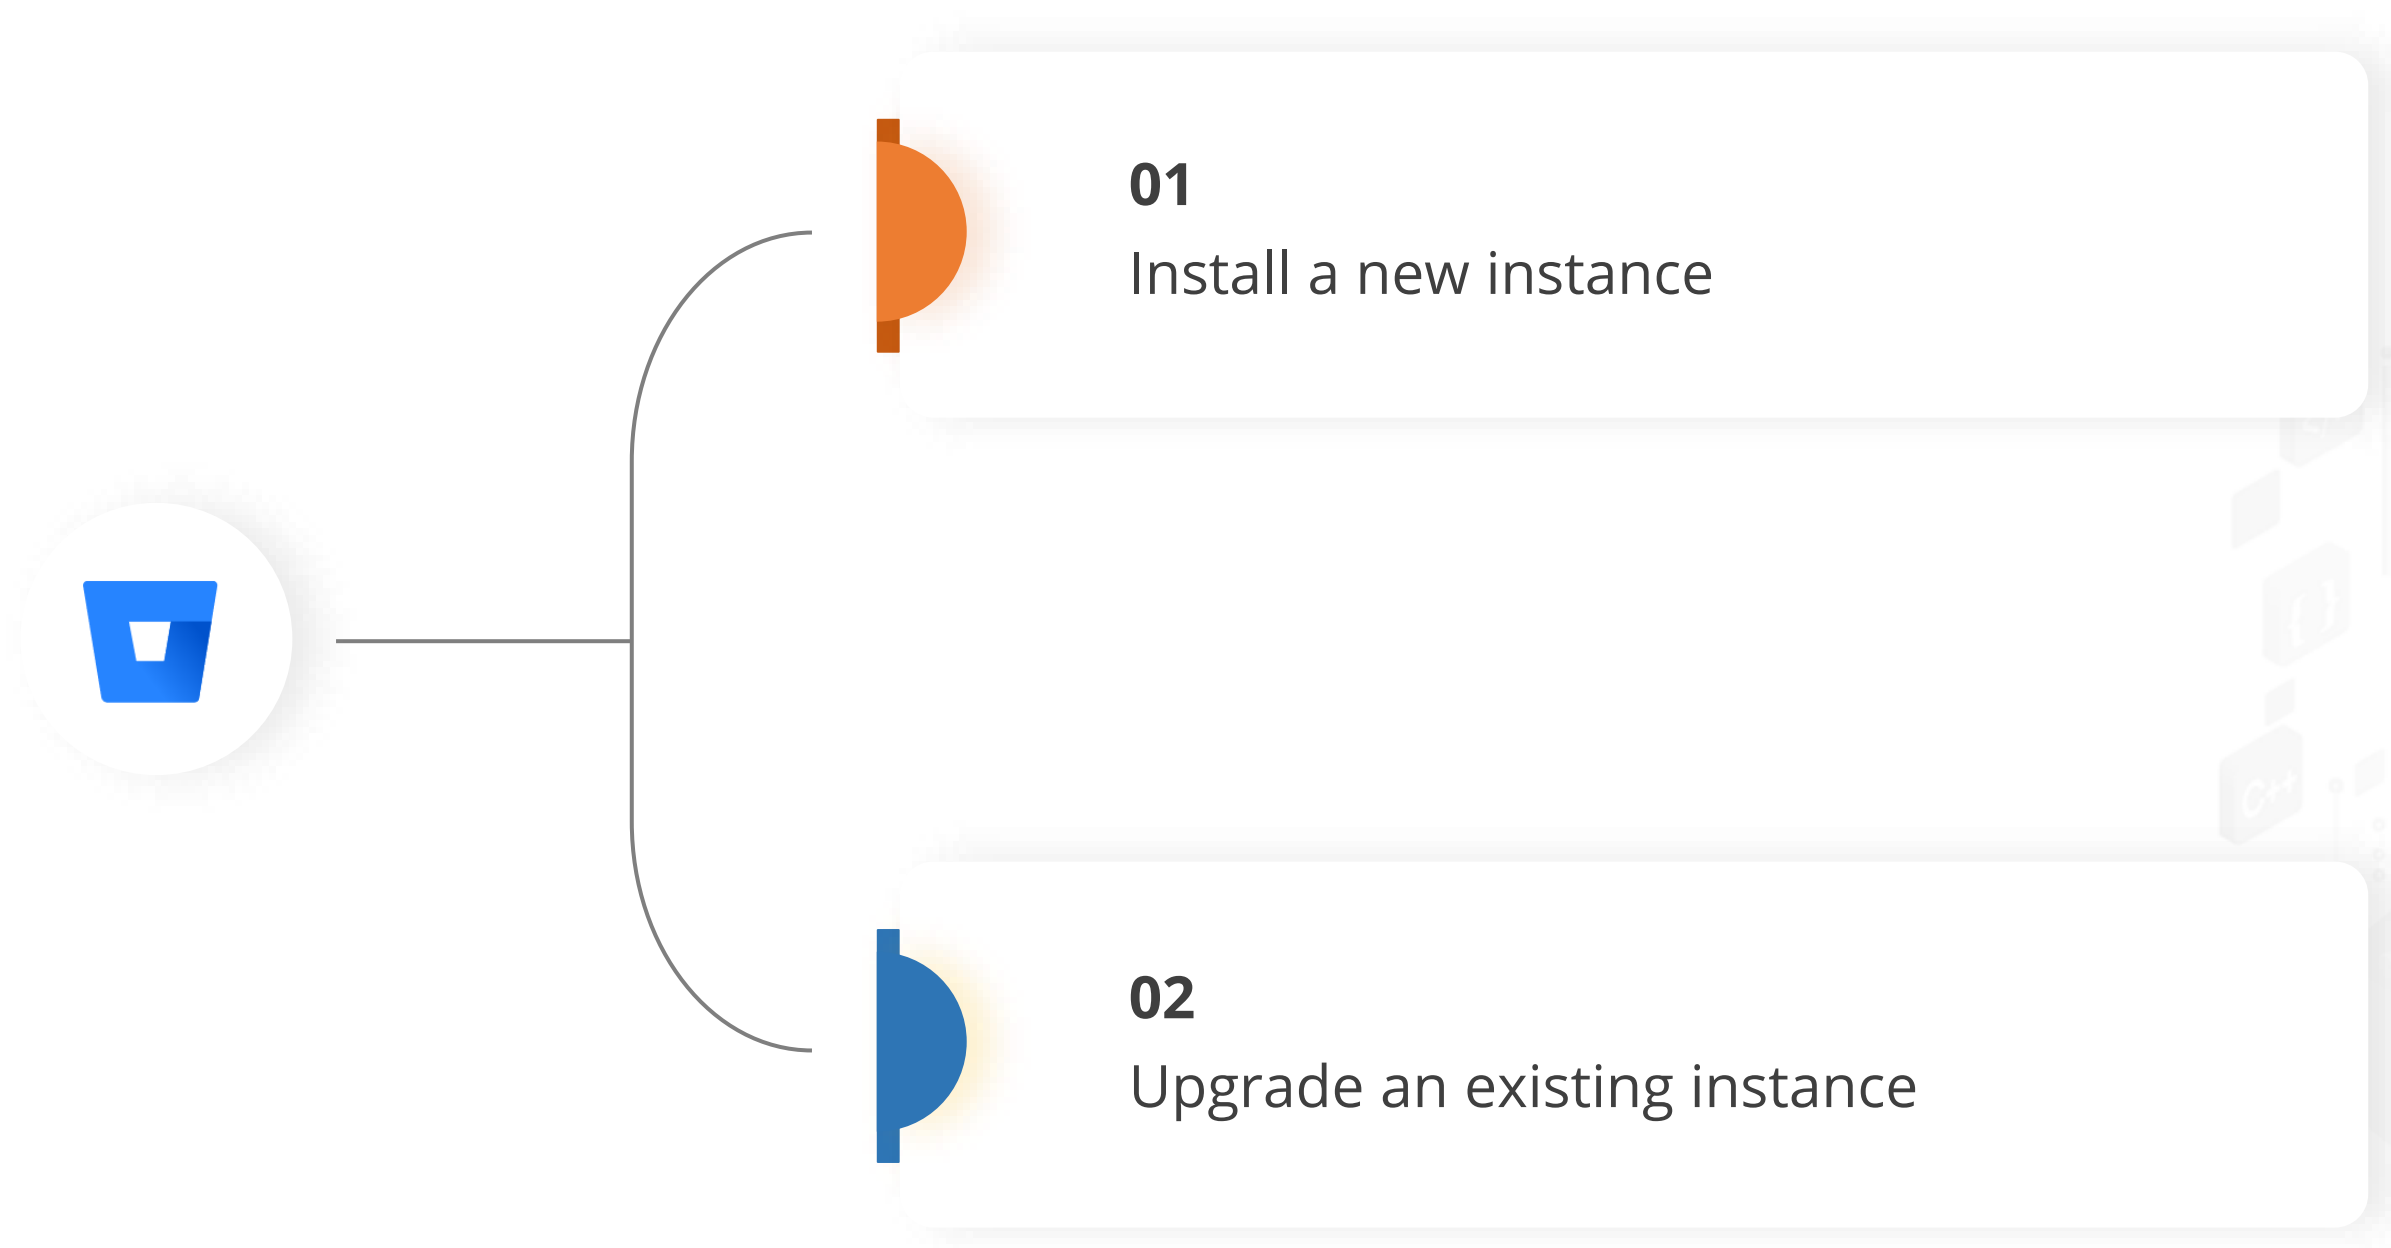 01
Install a new instance
{ }
C++
02
Upgrade an existing instance